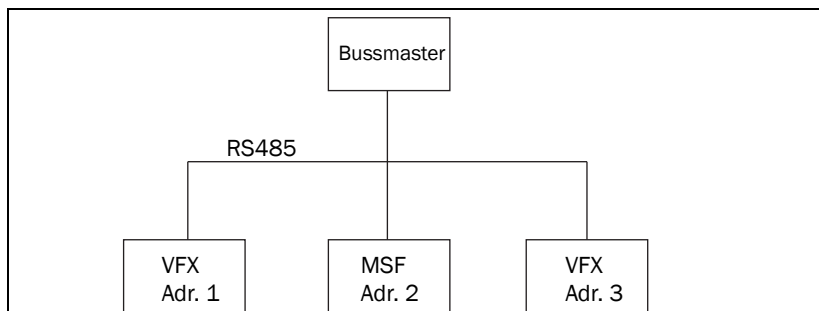 Bussmaster
RS485
VFX
Adr. 1
MSF
Adr. 2
VFX
Adr. 3